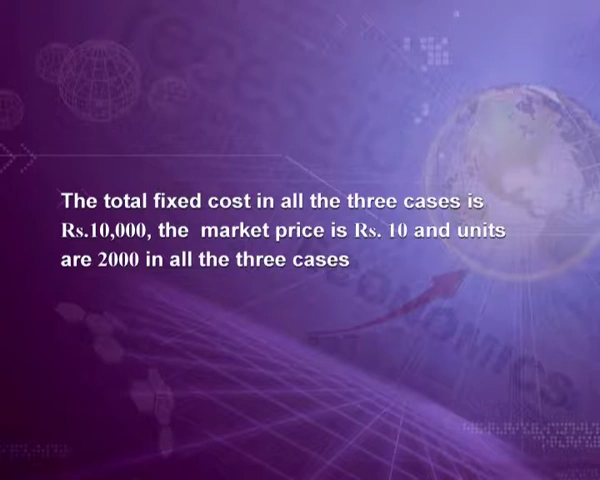 The total fixed cost in all the three cases is
Rs.10,000, the market price is Rs. 10 and units
are 2000 in all the three cases
ECONOMICS